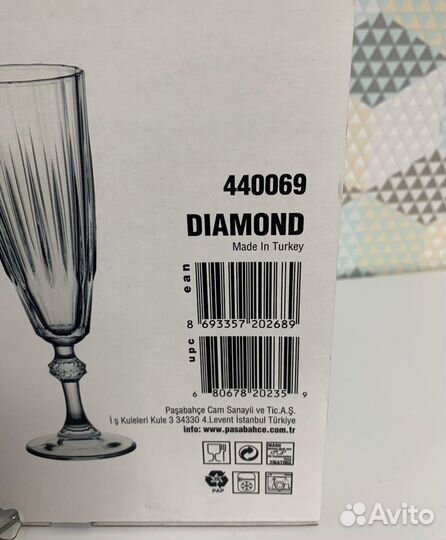 440069
DIAMOND
Made In Turkey
ean
8 693357 202689
upc
6 80678 20235 9
Paşabahçe Cam Sanayii ve Tic.A.Ş.
İş Kuleleri Kule 3 34330 4.Levent İstanbul Türkiye
info: www.pasabahce.com.tr
PAP
Avito